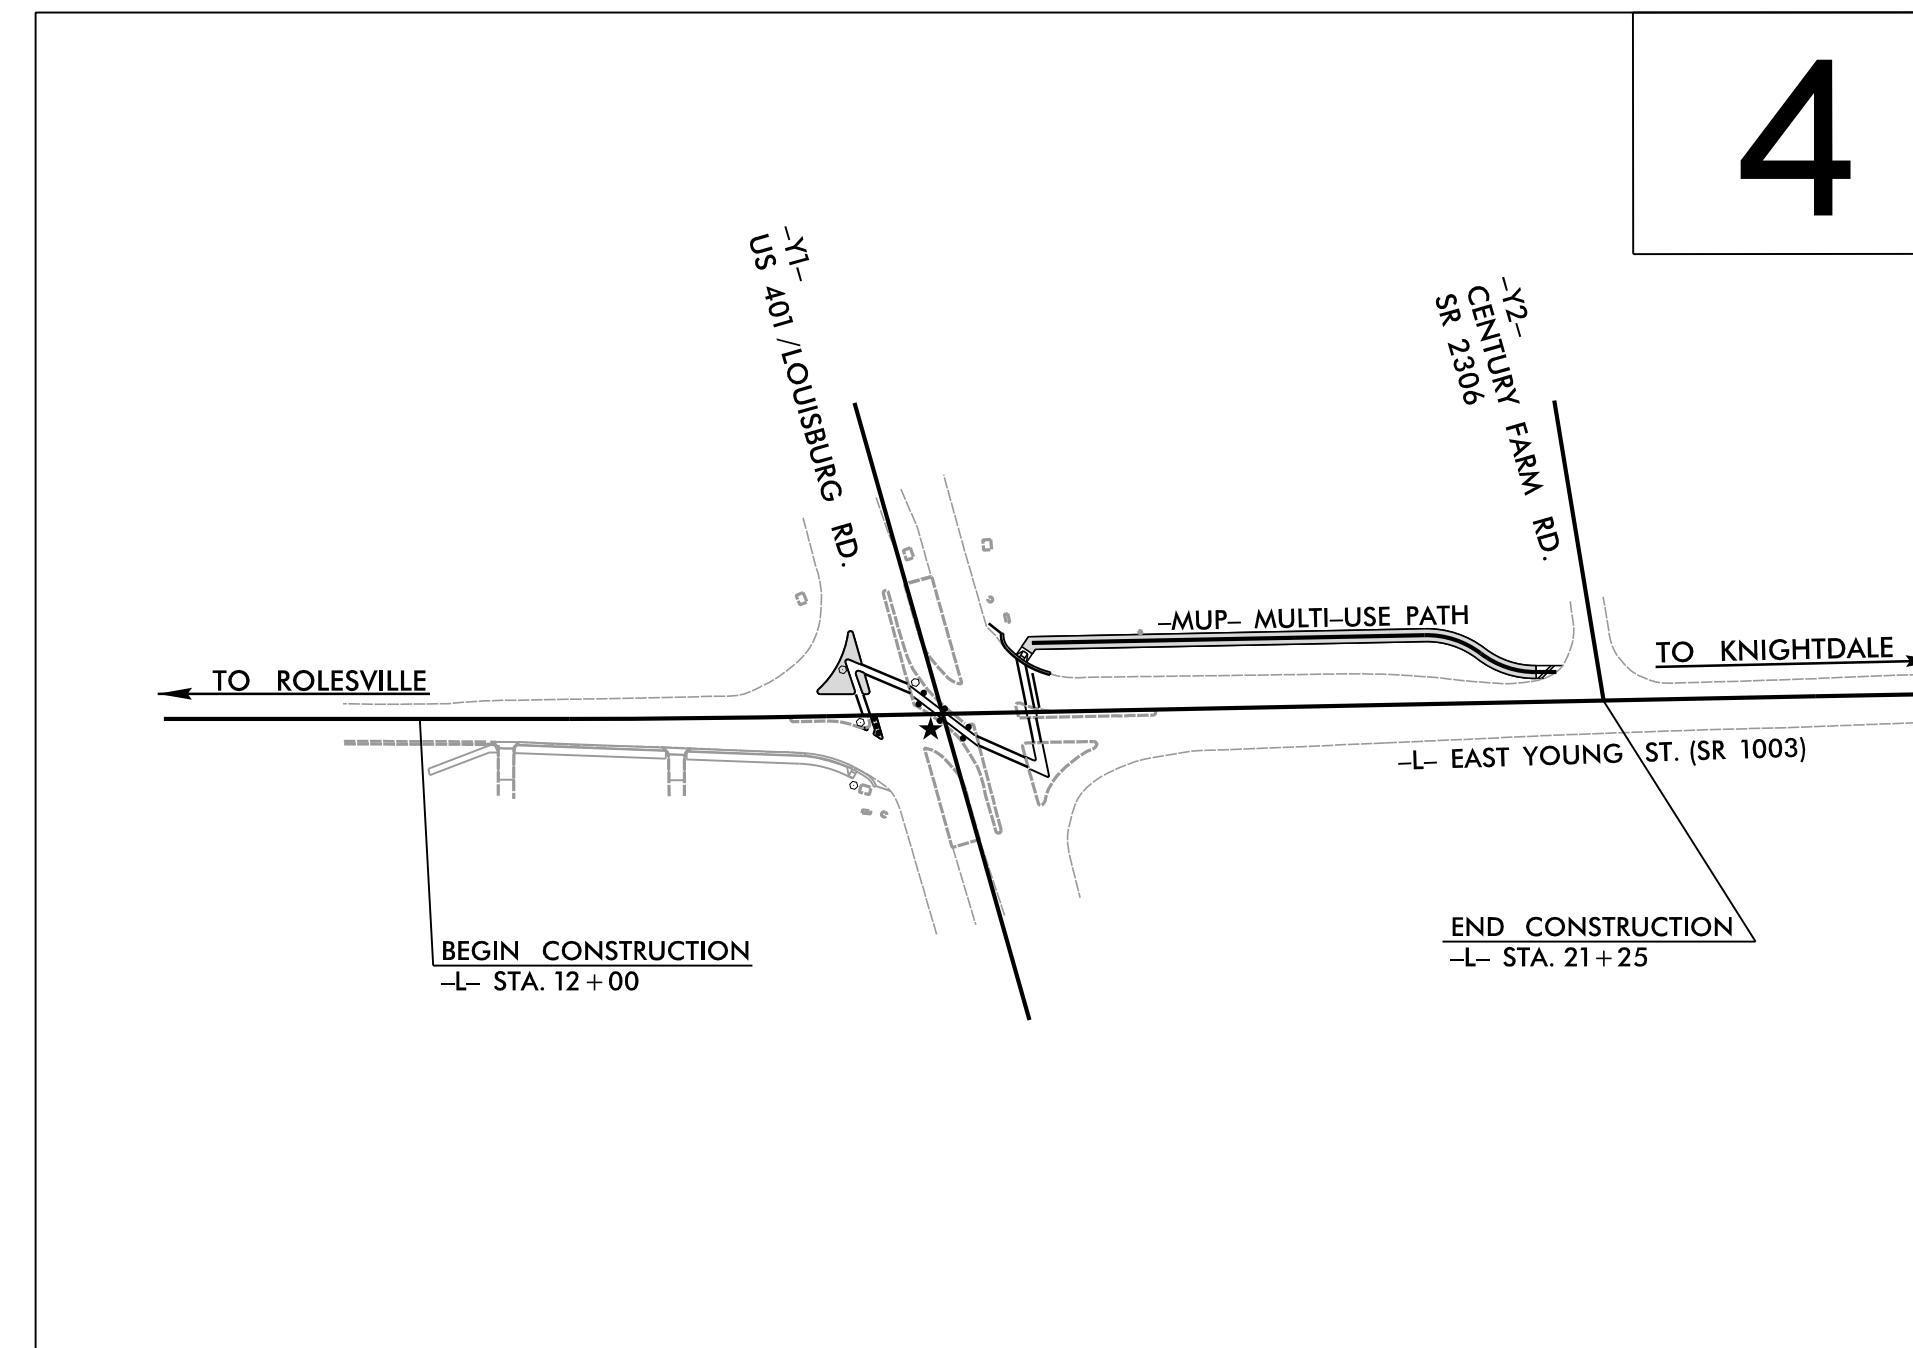 4
–Y1–
US 401 / LOUISBURG RD.
–Y2–
CENTURY FARM RD.
SR 2306
–MUP– MULTI–USE PATH
TO KNIGHTDALE
TO ROLESVILLE
–L– EAST YOUNG ST. (SR 1003)
BEGIN CONSTRUCTION
–L– STA. 12+00
END CONSTRUCTION
–L– STA. 21+25